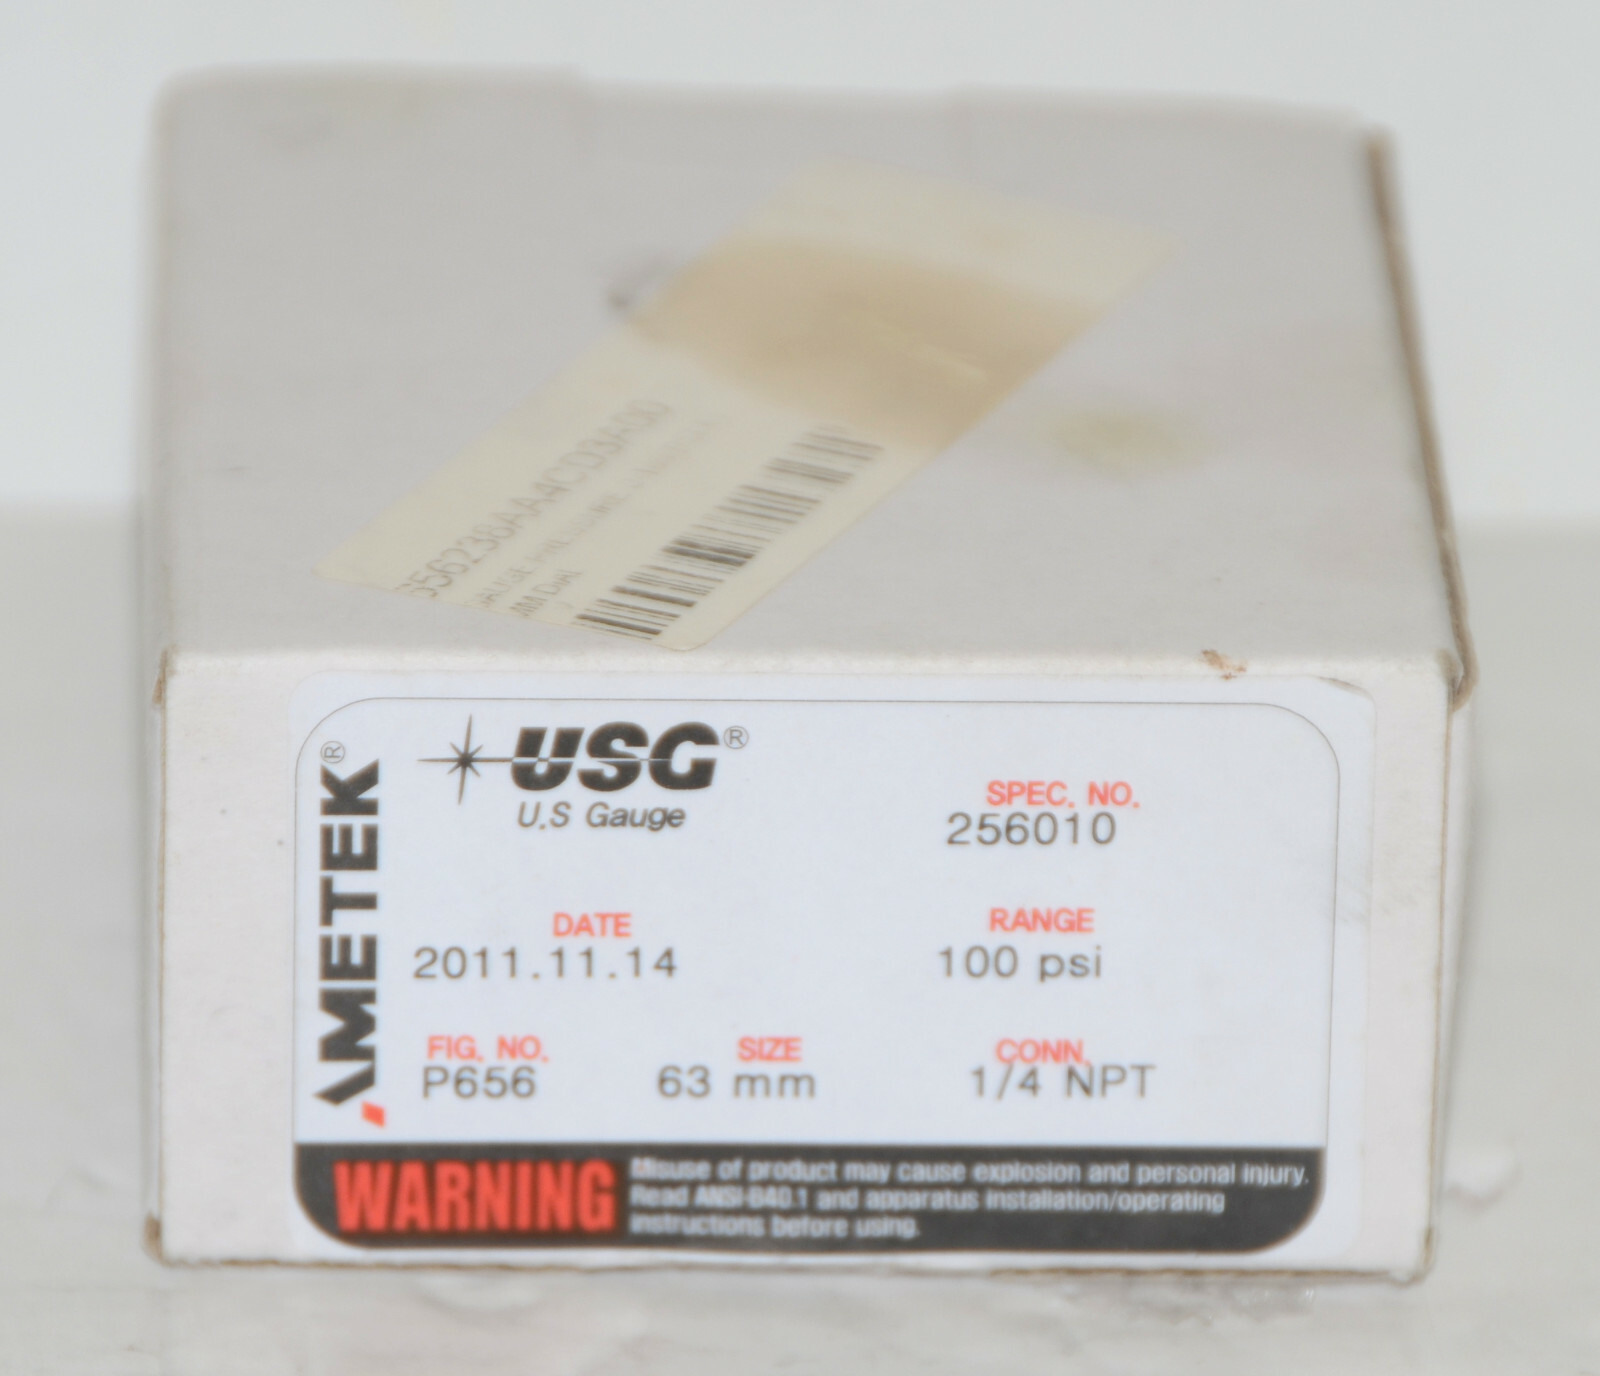 MM Dial
AMETEK®
USG®
U.S Gauge
SPEC. NO.
256010
DATE
2011.11.14
RANGE
100 psi
FIG. NO.
P656
SIZE
63 mm
CONN.
1/4 NPT
WARNING
Misuse of product may cause explosion and personal injury.
Read ANSI-B40.1 and apparatus installation/operating
instructions before using.